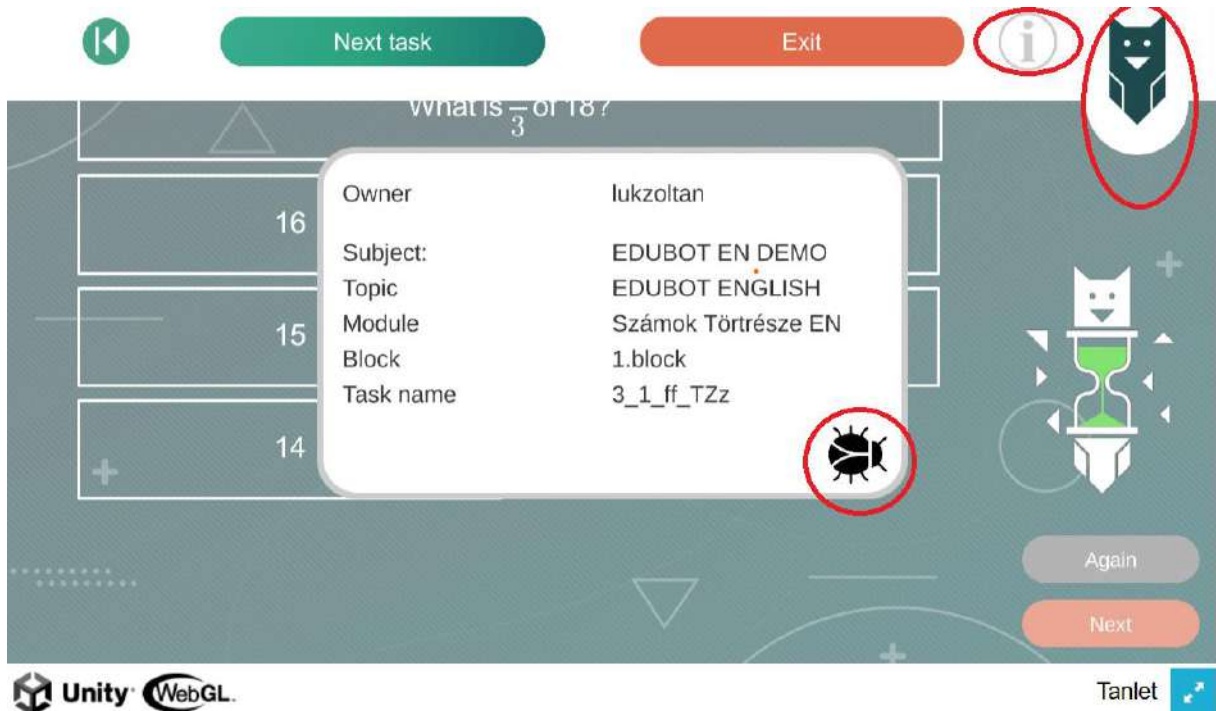 Next task
Exit
What is — of 18?
3
16
15
14
Owner lukzoltan
Subject: EDUBOT EN DEMO
Topic EDUBOT ENGLISH
Module Számok Törtrésze EN
Block 1.block
Task name 3_1_ff_TZz
Again
Next
Unity WebGL.
Tanlet